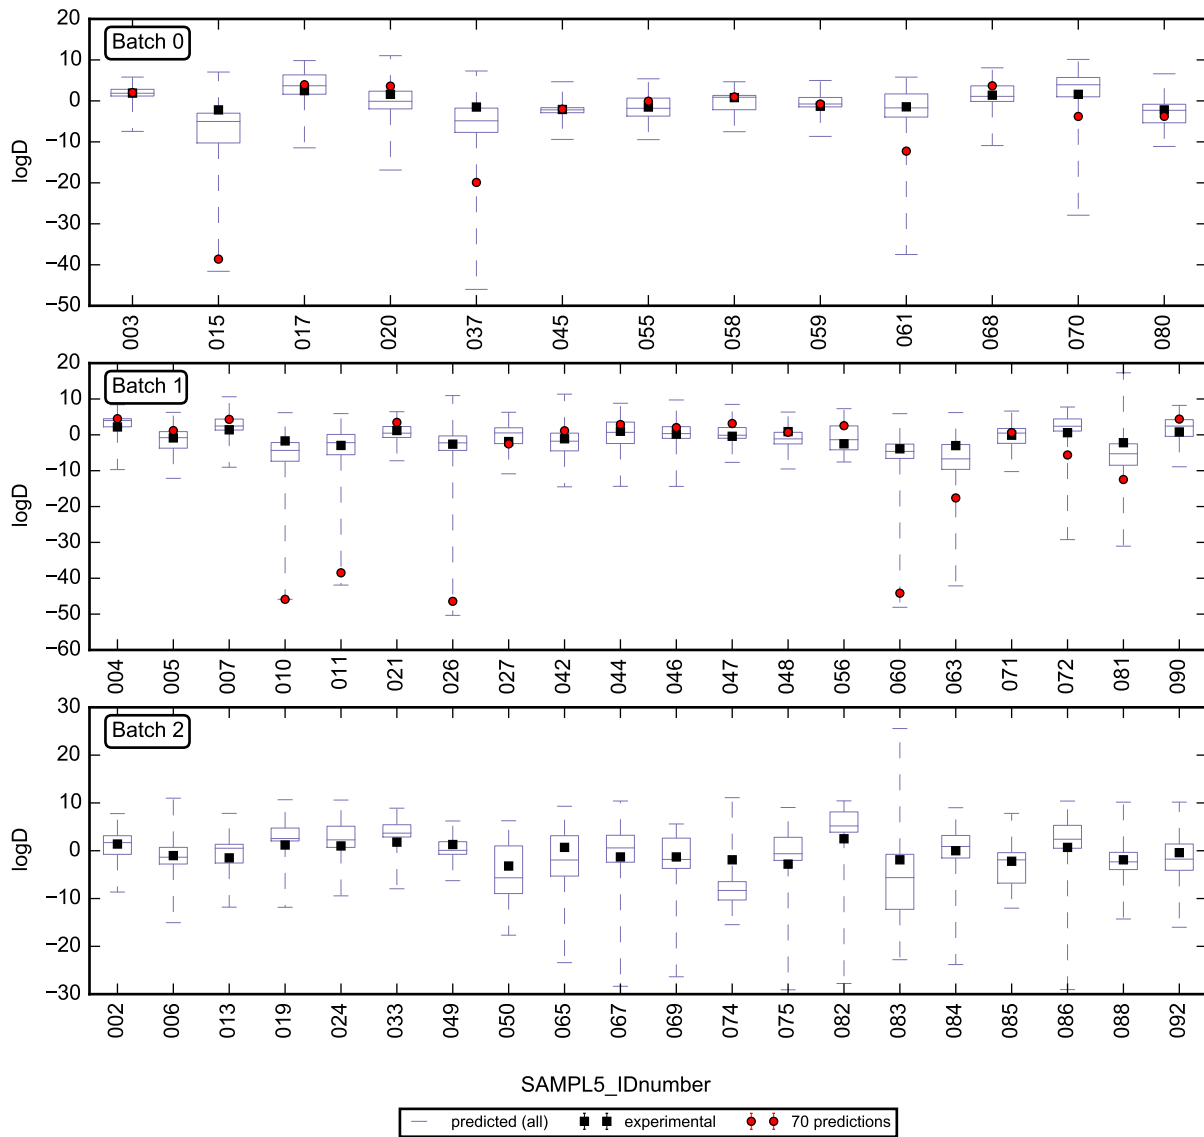 Batch 0
logD
20
10
0
−10
−20
−30
−40
−50
003 015 017 020 037 045 055 058 059 061 068 070 080
Batch 1
logD
20
10
0
−10
−20
−30
−40
−50
−60
004 005 007 010 011 021 026 027 042 044 046 047 048 056 060 063 071 072 081 090
Batch 2
logD
30
20
10
0
−10
−20
−30
002 006 013 019 024 033 049 050 065 067 069 074 075 082 083 084 085 086 088 092
SAMPL5_IDnumber
predicted (all) experimental 70 predictions